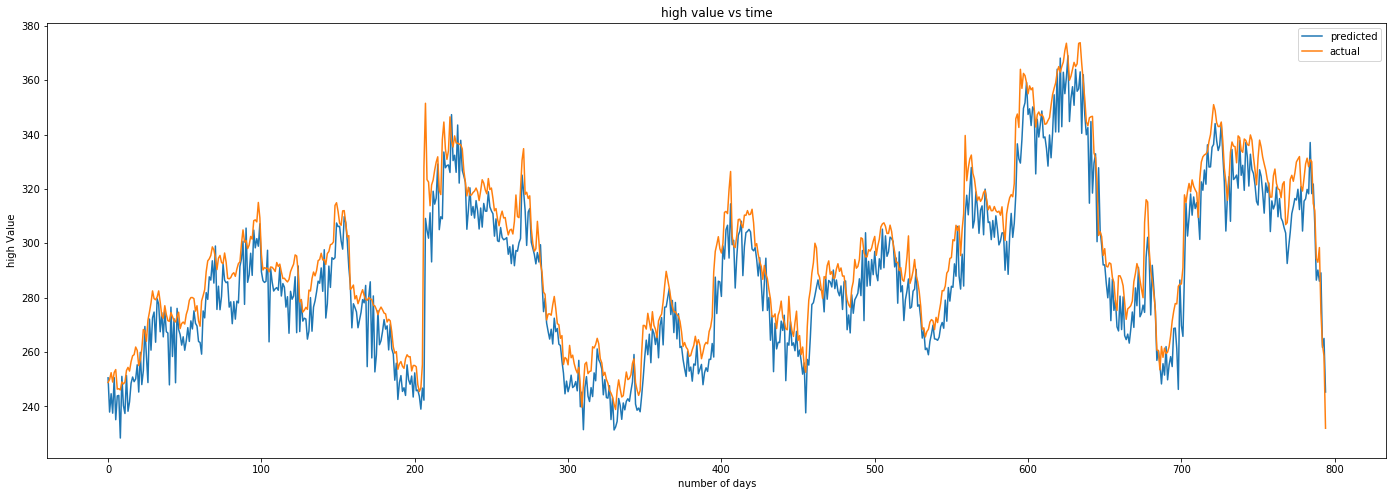 high value vs time
predicted
actual
high Value
380
360
340
320
300
280
260
240
0 100 200 300 400 500 600 700 800
number of days